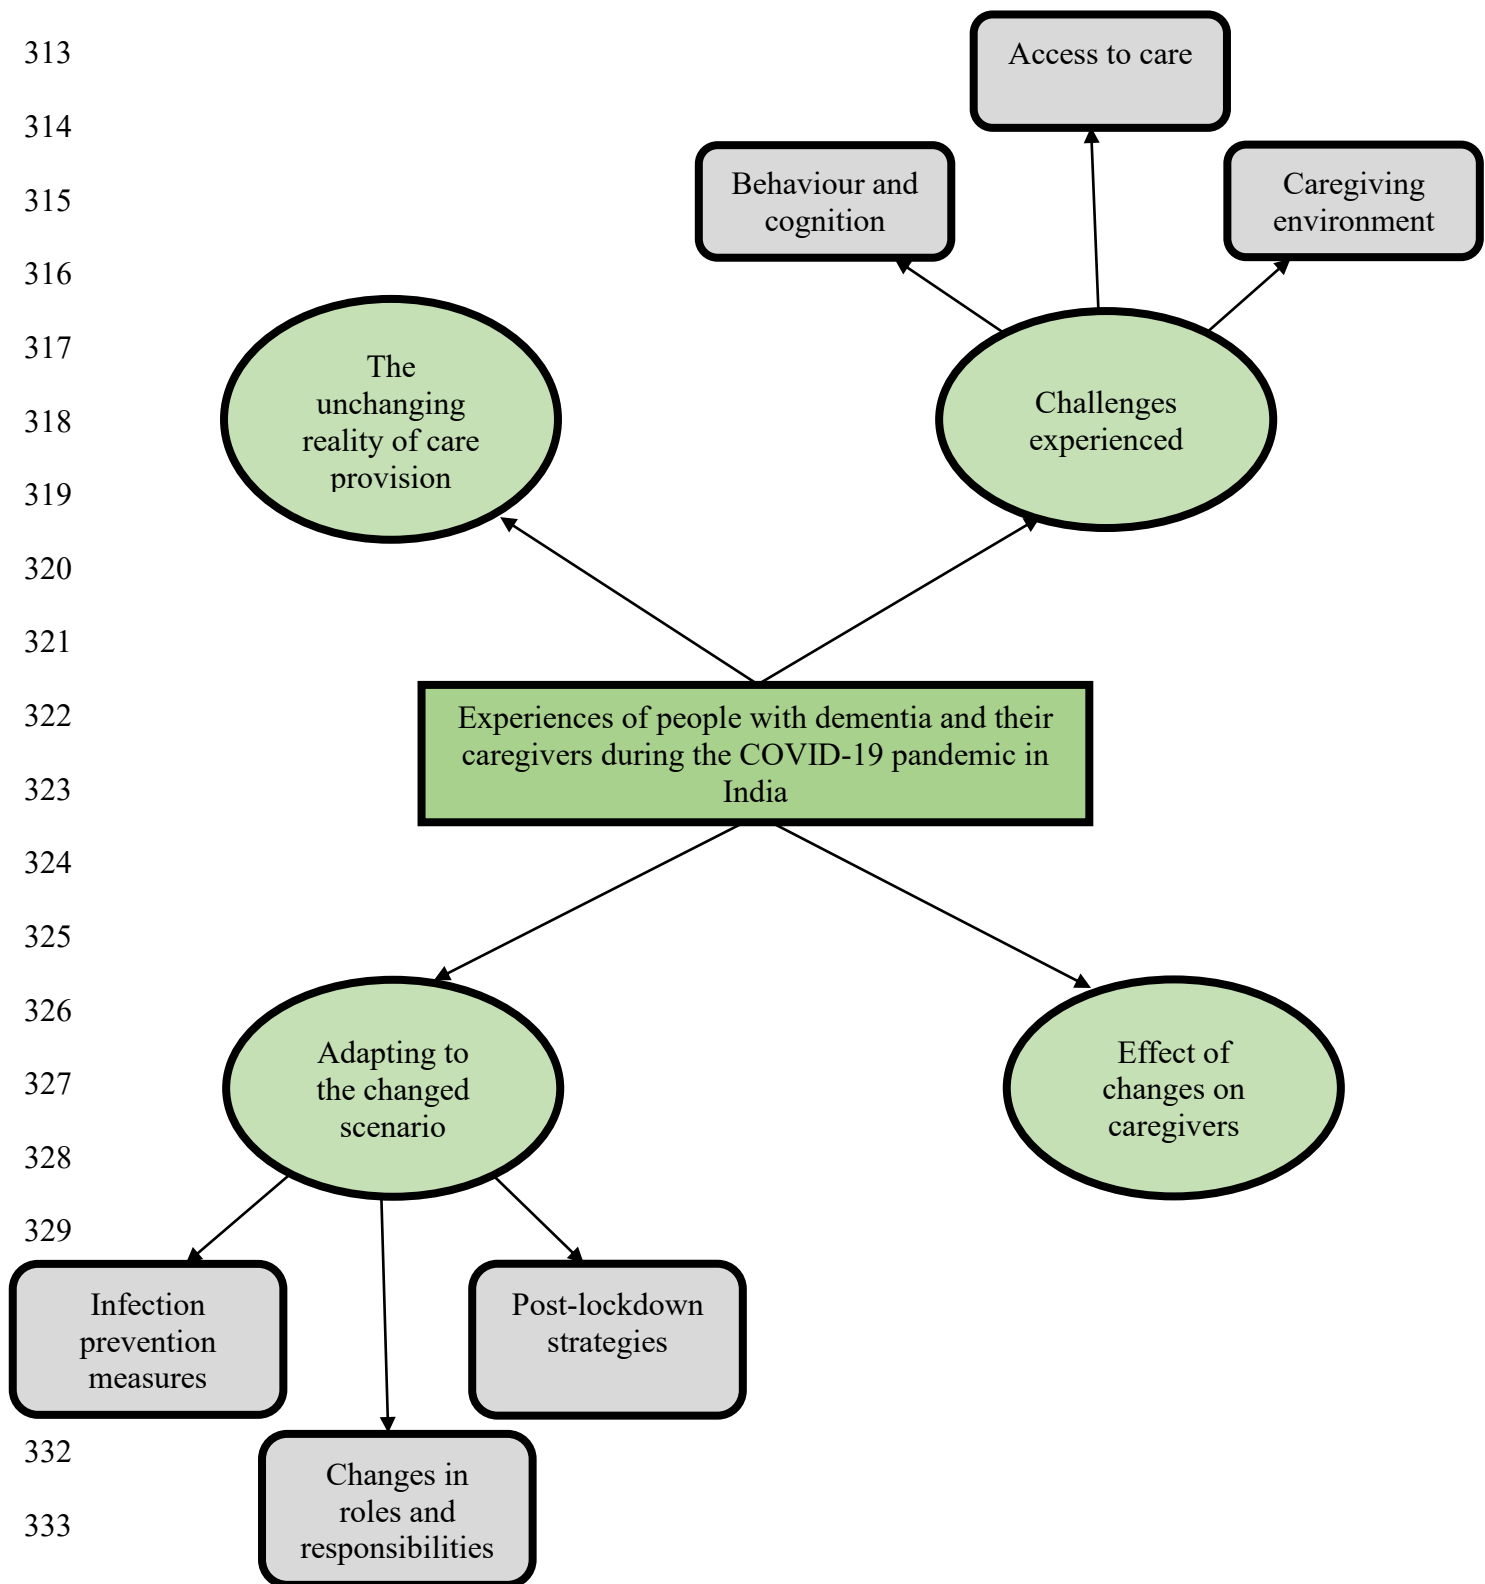 313
Access to care
314
Behaviour and
cognition
315
Caregiving
environment
316
317
The
unchanging
reality of care
provision
318
Challenges
experienced
319
320
321
322
Experiences of people with dementia and their
caregivers during the COVID-19 pandemic in
India
323
324
325
326
Adapting to
the changed
scenario
327
Effect of
changes on
caregivers
328
329
Infection
prevention
measures
Post-lockdown
strategies
332
Changes in
roles and
responsibilities
333